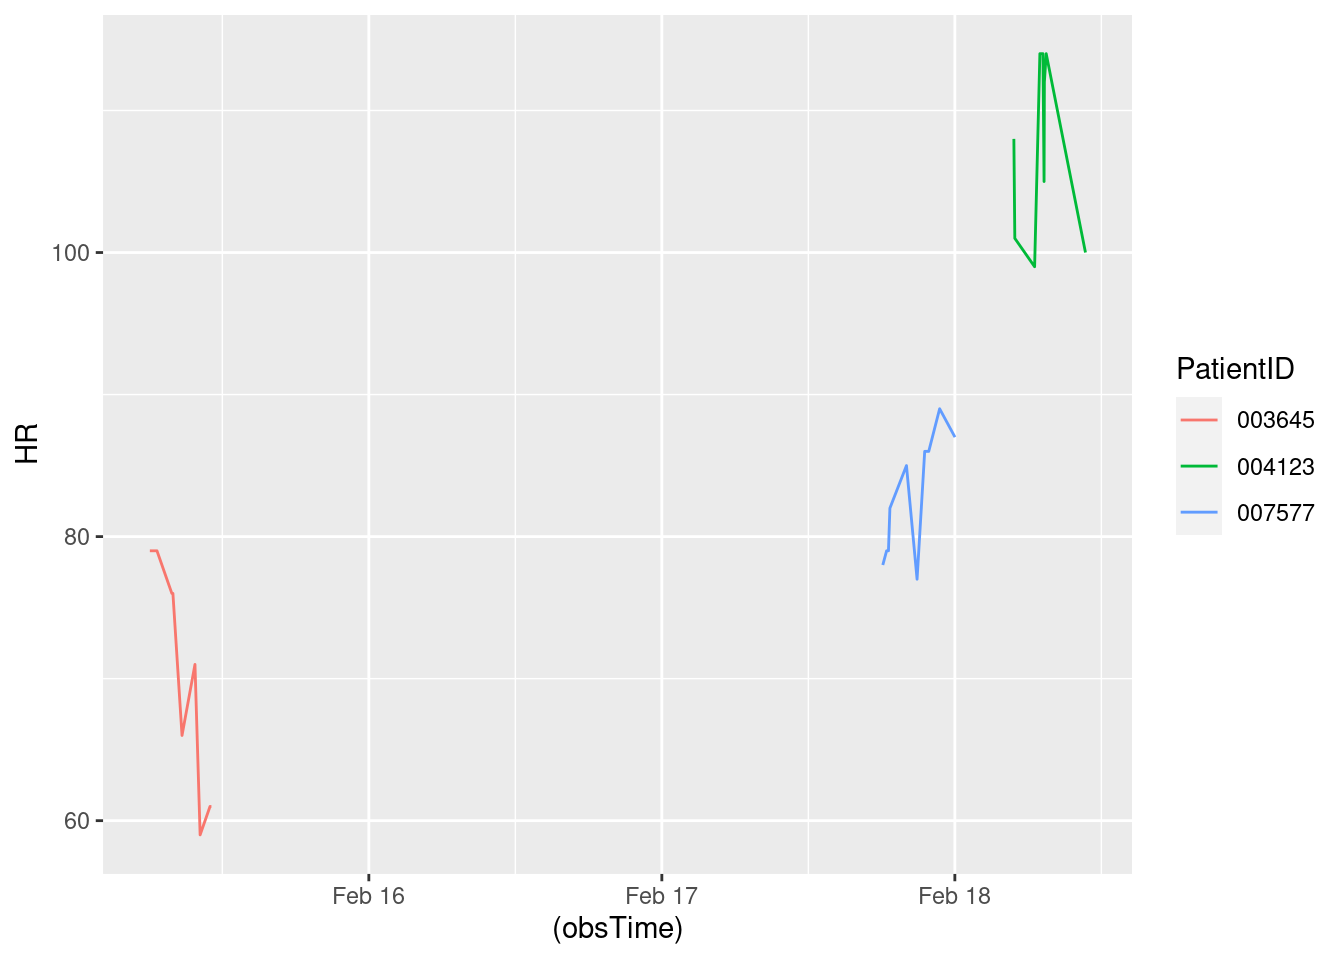 HR
100
80
60
Feb 16
Feb 17
Feb 18
(obsTime)
PatientID
003645
004123
007577